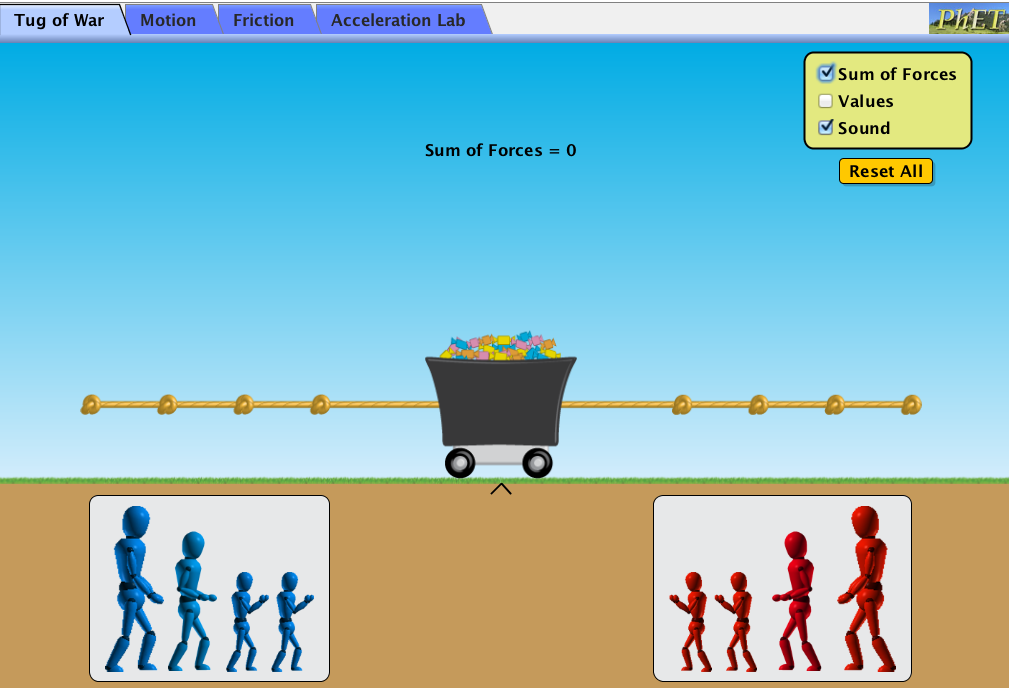 Tug of War
Motion
Friction
Acceleration Lab
PhET
Sum of Forces
Values
Sound
Sum of Forces = 0
Reset All